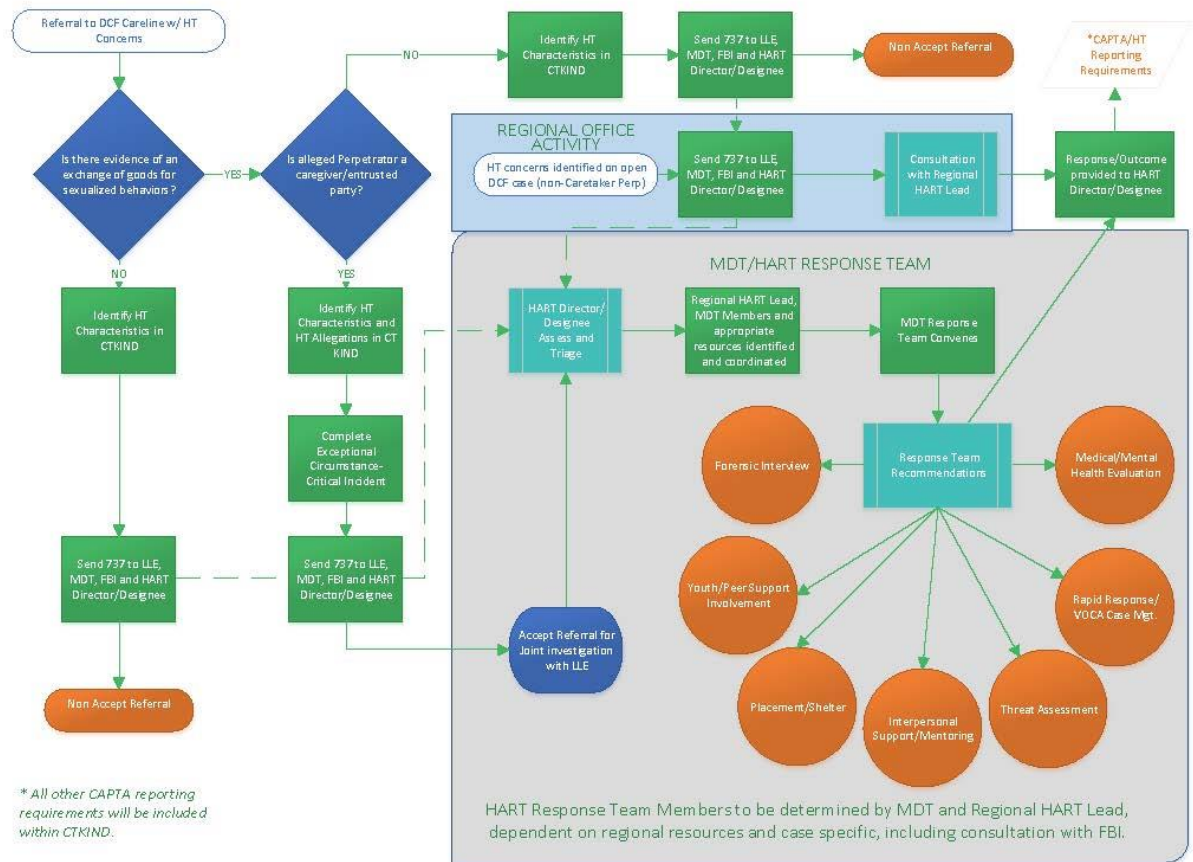 Referral to DCF Careline w/ HT
Concerns
Is there evidence of an
exchange of goods for
sexualized behaviors?
YES
Is alleged Perpetrator a
caregiver/entrusted
party?
NO
Identify HT
Characteristics in
CTKIND
Send 737 to LLE,
MDT, FBI and HART
Director/Designee
Non Accept Referral
*CAPTA/HT
Reporting
Requirements
REGIONAL OFFICE
ACTIVITY
HT concerns identified on open
DCF case (non-Caretaker Perp)
Send 737 to LLE,
MDT, FBI and HART
Director/Designee
Consultation
with Regional
HART Lead
Response/Outcome
provided to HART
Director/Designee
NO
Identify HT
Characteristics in
CTKIND
Send 737 to LLE,
MDT, FBI and HART
Director/Designee
Non Accept Referral
YES
Identify HT
Characteristics and
HT Allegations in CT
KIND
Complete
Exceptional
Circumstance-
Critical Incident
Send 737 to LLE,
MDT, FBI and HART
Director/Designee
MDT/HART RESPONSE TEAM
HART Director/
Designee
Assess and
Triage
Regional HART Lead,
MDT Members and
appropriate
resources identified
and coordinated
MDT Response
Team Convenes
Accept Referral for
Joint investigation
with LLE
Response Team
Recommendations
Forensic Interview
Medical/Mental
Health Evaluation
Youth/Peer Support
Involvement
Rapid Response/
VOCA Case Mgt.
Placement/Shelter
Interpersonal
Support/Mentoring
Threat Assessment
* All other CAPTA reporting
requirements will be included
within CTKIND.
HART Response Team Members to be determined by MDT and Regional HART Lead,
dependent on regional resources and case specific, including consultation with FBI.